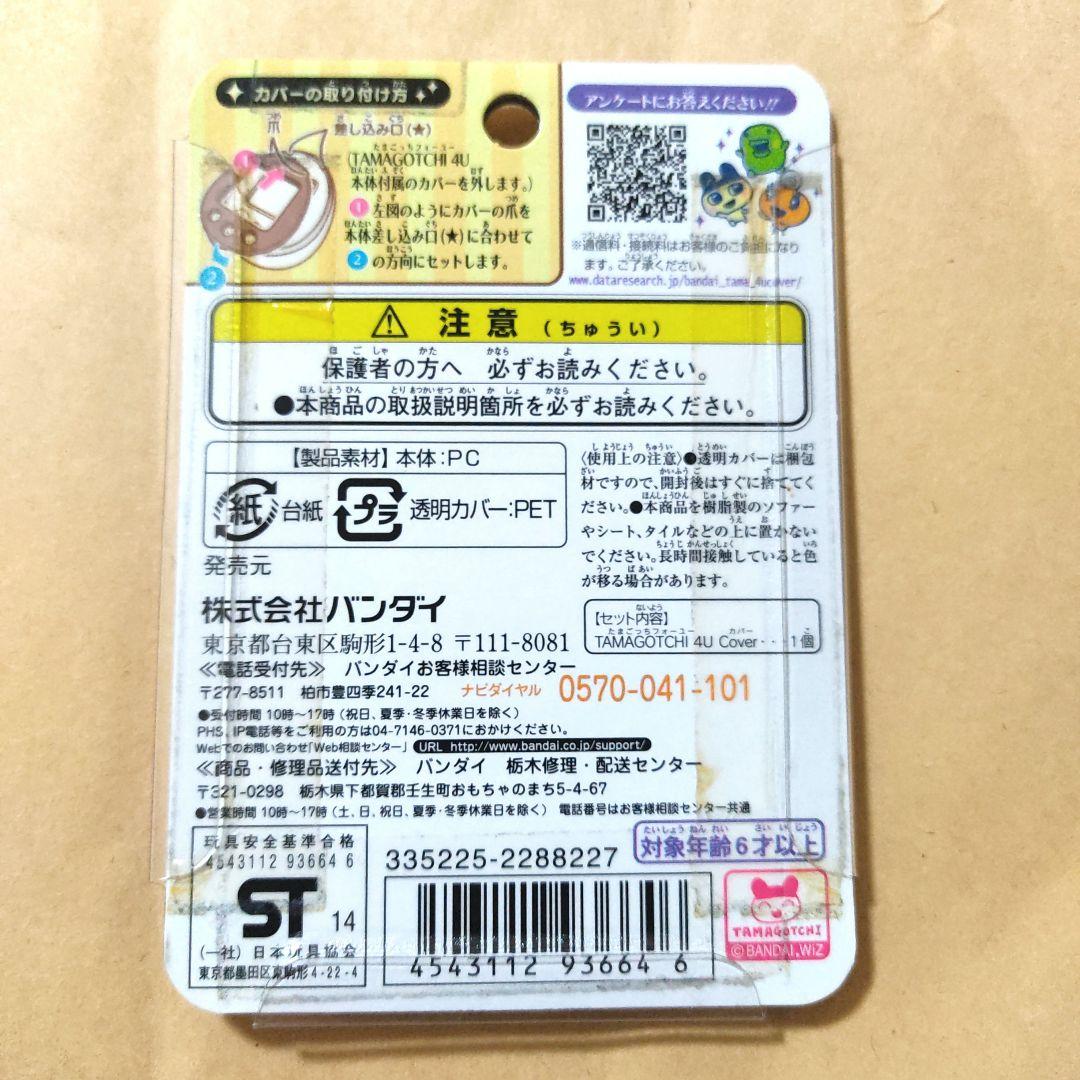 カバーの取り付け方
爪
差し込み口(★)
(TAMAGOTCHI 4U
本体付属のカバーを外します。)
1 左図のようにカバーの爪を
本体差し込み口(★)に合わせて
2 の方向にセットします。
1
2
アンケートにお答えください!!
※通信料・接続料はお客様のご負担になり
ます。ご了承ください。
www.dataresearch.jp/bandai_tama_4ucover/
注意(ちゅうい)
保護者の方へ 必ずお読みください。
●本商品の取扱説明箇所を必ずお読みください。
【製品素材】本体:PC
紙 台紙 プラ 透明カバー:PET
〈使用上の注意〉●透明カバーは梱包
材ですので、開封後はすぐに捨ててく
ださい。●本商品を樹脂製のソファー
やシート、タイルなどの上に置かない
でください。長時間接触していると色
が移る場合があります。
【セット内容】
TAMAGOTCHI 4U Cover・・・1個
発売元
株式会社バンダイ
東京都台東区駒形1-4-8 〒111-8081
≪電話受付先≫ バンダイお客様相談センター
〒277-8511 柏市豊四季241-22 ナビダイヤル 0570-041-101
●受付時間 10時~17時(祝日、夏季・冬季休業日を除く)
PHS、IP電話等をご利用の方は04-7146-0371におかけください。
Webでのお問い合わせ「Web相談センター」 URL http://www.bandai.co.jp/support/
≪商品・修理品送付先≫ バンダイ 栃木修理・配送センター
〒321-0298 栃木県下都賀郡壬生町おもちゃのまち5-4-67
●営業時間 10時~17時(土、日、祝日、夏季・冬季休業日を除く) 電話番号はお客様相談センター共通
玩具安全基準合格
4543112 93664 6
ST 14
(一社)日本玩具協会
東京都墨田区東駒形4-22-4
335225-2288227
対象年齢6才以上
4543112 93664 6
TAMAGOTCHI
©BANDAI,WiZ